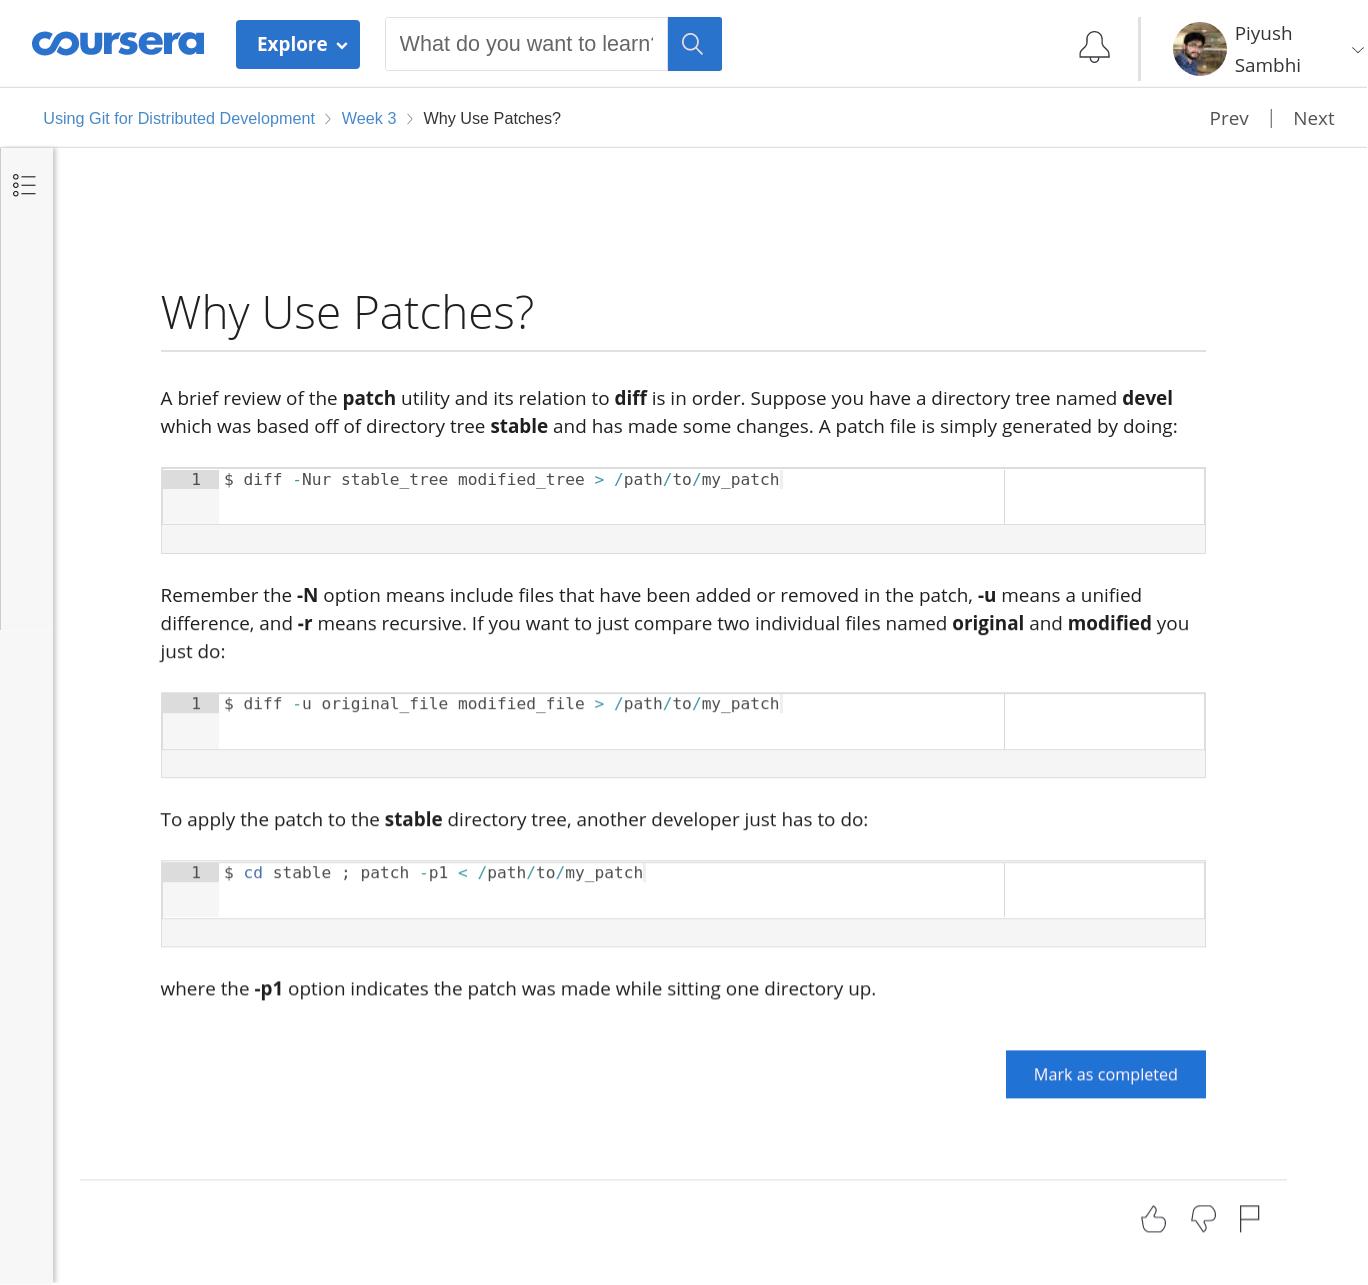 coursera
Explore
What do you want to learn?
Piyush
Sambhi
Using Git for Distributed Development
Week 3
Why Use Patches?
Prev
Next
Why Use Patches?
A brief review of the patch utility and its relation to diff is in order. Suppose you have a directory tree named devel
which was based off of directory tree stable and has made some changes. A patch file is simply generated by doing:
1 $ diff -Nur stable_tree modified_tree > /path/to/my_patch
Remember the -N option means include files that have been added or removed in the patch, -u means a unified
difference, and -r means recursive. If you want to just compare two individual files named original and modified you
just do:
1 $ diff -u original_file modified_file > /path/to/my_patch
To apply the patch to the stable directory tree, another developer just has to do:
1 $ cd stable ; patch -p1 < /path/to/my_patch
where the -p1 option indicates the patch was made while sitting one directory up.
Mark as completed